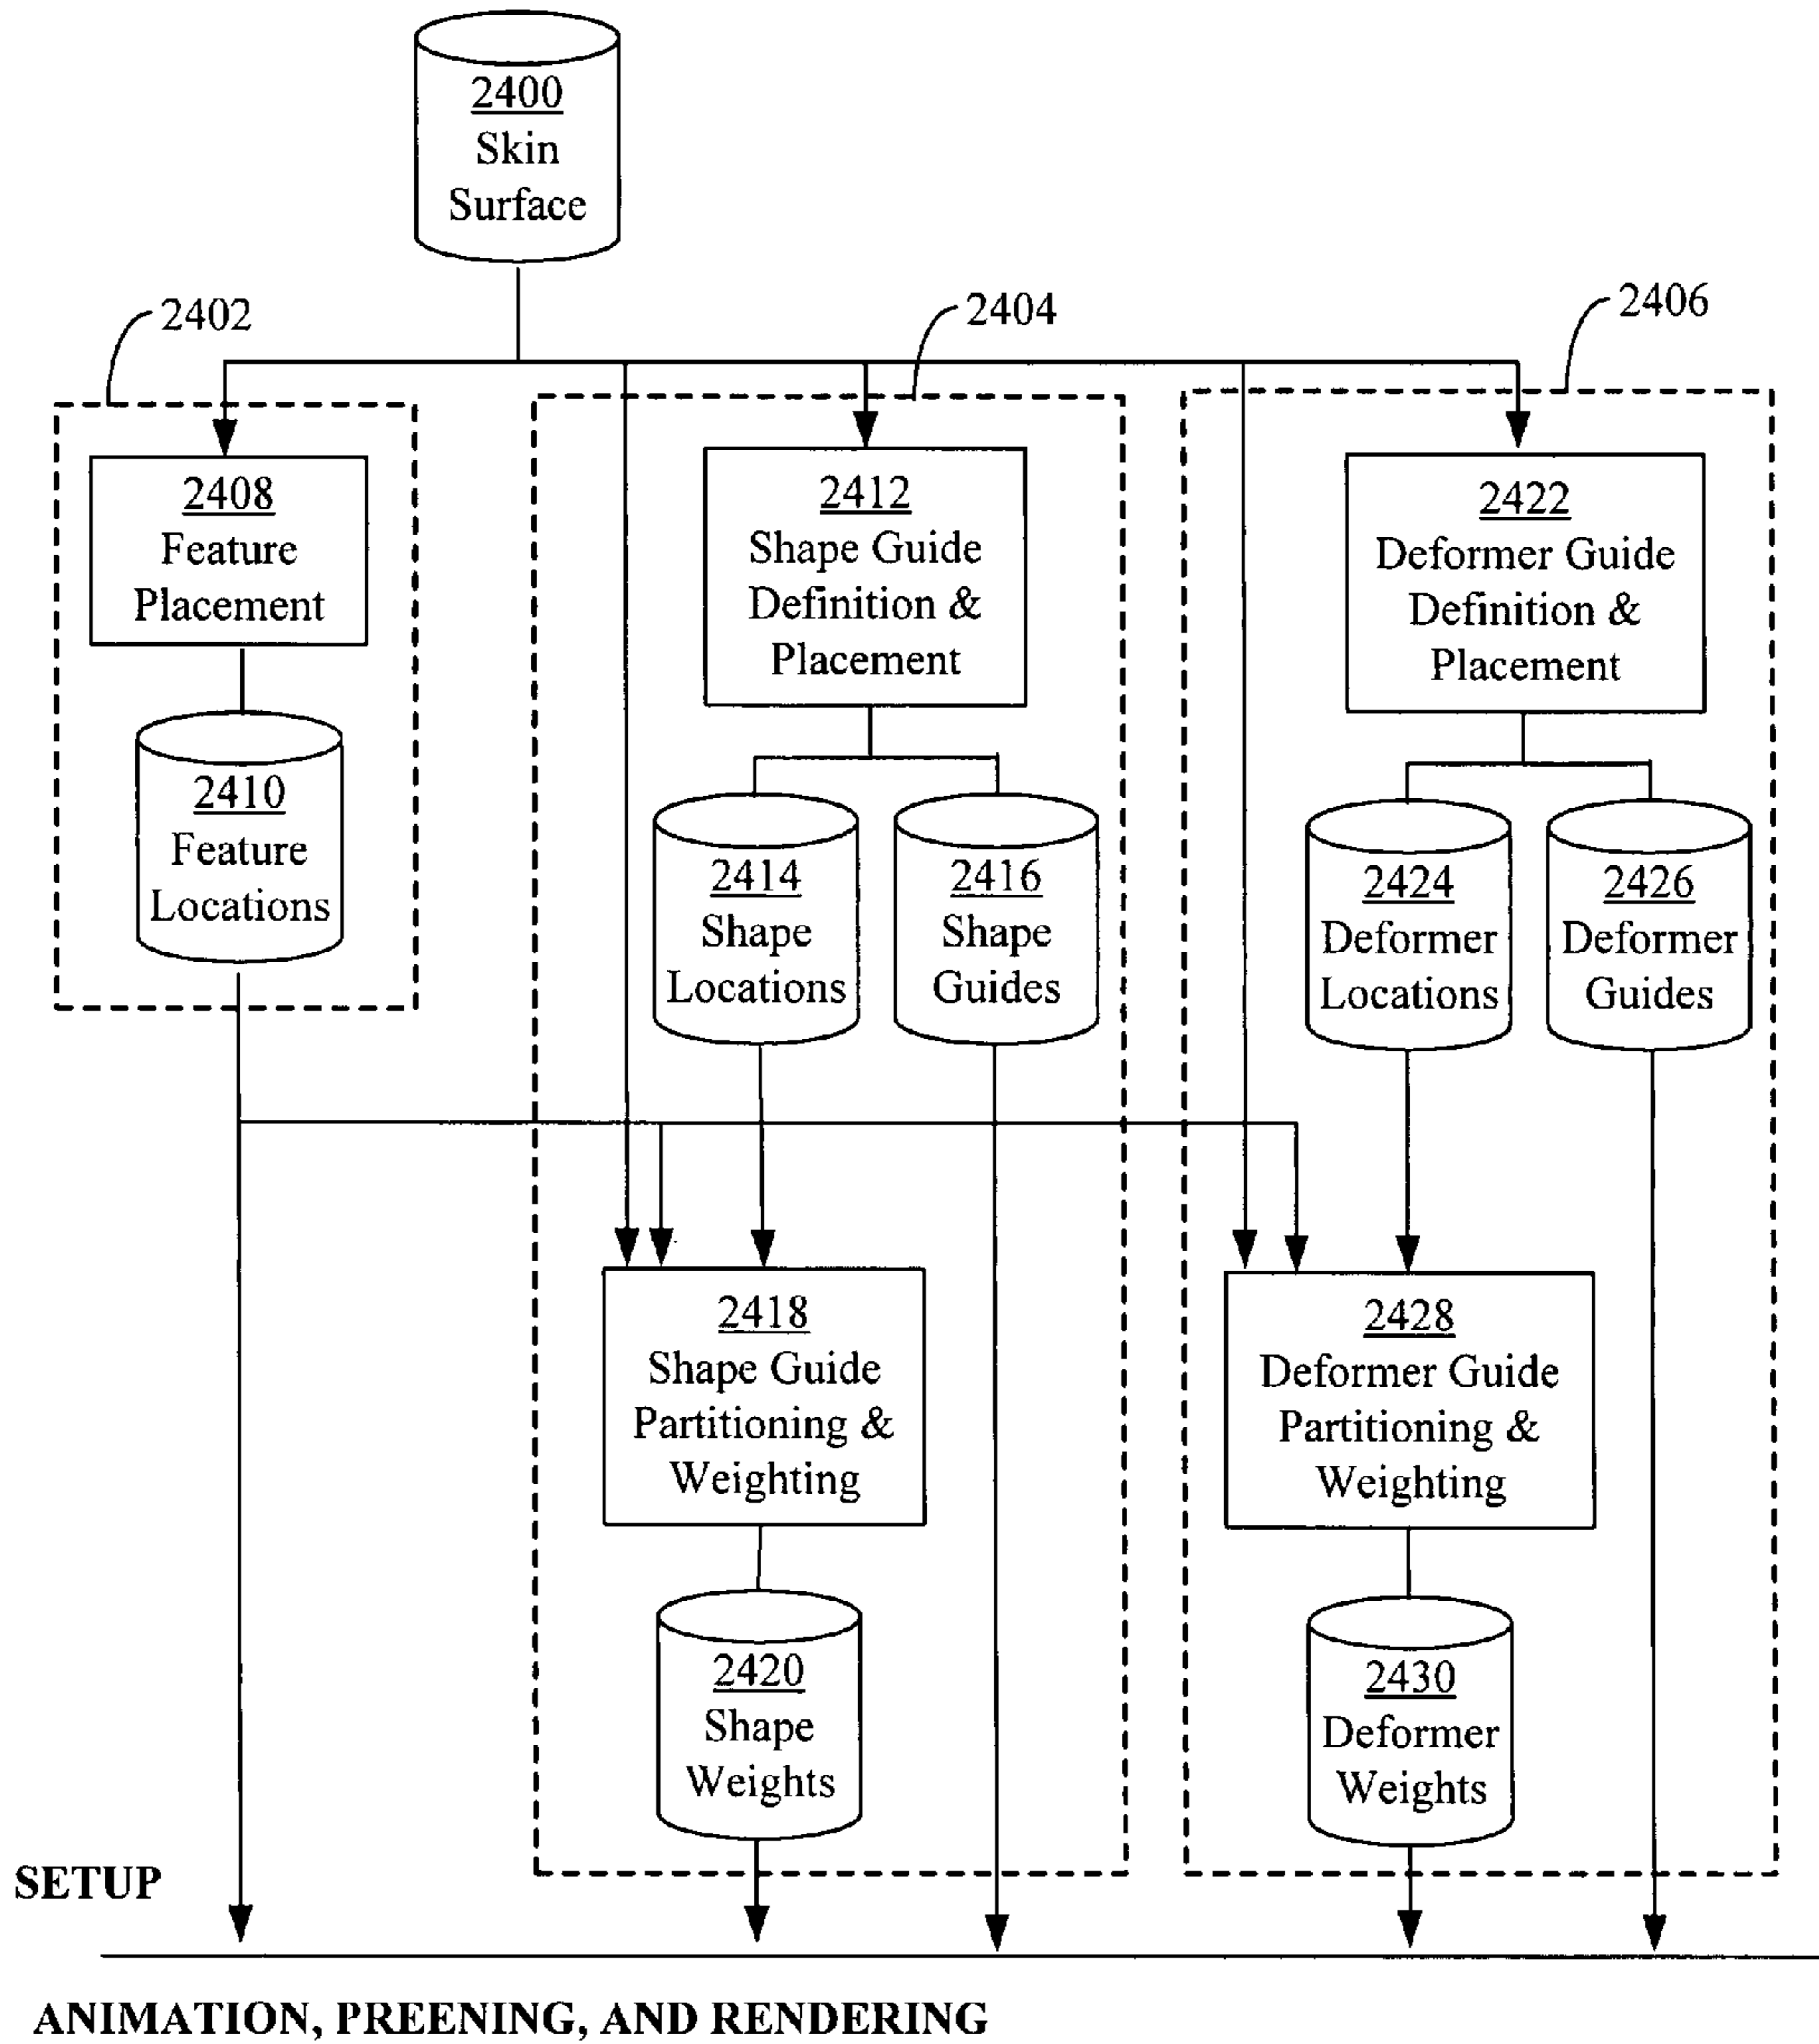 2400
Skin
Surface
2402
2404
2406
2408
Feature
Placement
2410
Feature
Locations
2412
Shape Guide
Definition &
Placement
2414
Shape
Locations
2416
Shape
Guides
2418
Shape Guide
Partitioning &
Weighting
2420
Shape
Weights
2422
Deformer Guide
Definition &
Placement
2424
Deformer
Locations
2426
Deformer
Guides
2428
Deformer Guide
Partitioning &
Weighting
2430
Deformer
Weights
SETUP
ANIMATION, PREENING, AND RENDERING